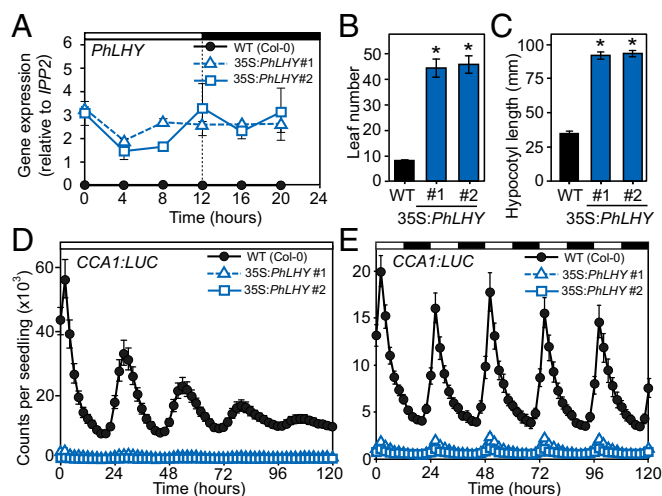 A
PhLHY
WT (Col-0)
35S:PhLHY#1
35S:PhLHY#2
Gene expression
(relative to IPP2)
6
5
4
3
2
1
0
0 4 8 12 16 20 24
Time (hours)
B
Leaf number
50
40
30
20
10
0
* *
WT #1 #2
35S:PhLHY
C
Hypocotyl length (mm)
100
75
50
25
0
* *
WT #1 #2
35S:PhLHY
D
CCA1:LUC
WT (Col-0)
35S:PhLHY #1
35S:PhLHY #2
Counts per seedling (x10³)
60
40
20
10
0
0 24 48 72 96 120
Time (hours)
E
CCA1:LUC
WT (Col-0)
35S:PhLHY #1
35S:PhLHY #2
20
15
10
5
0
0 24 48 72 96 120
Time (hours)